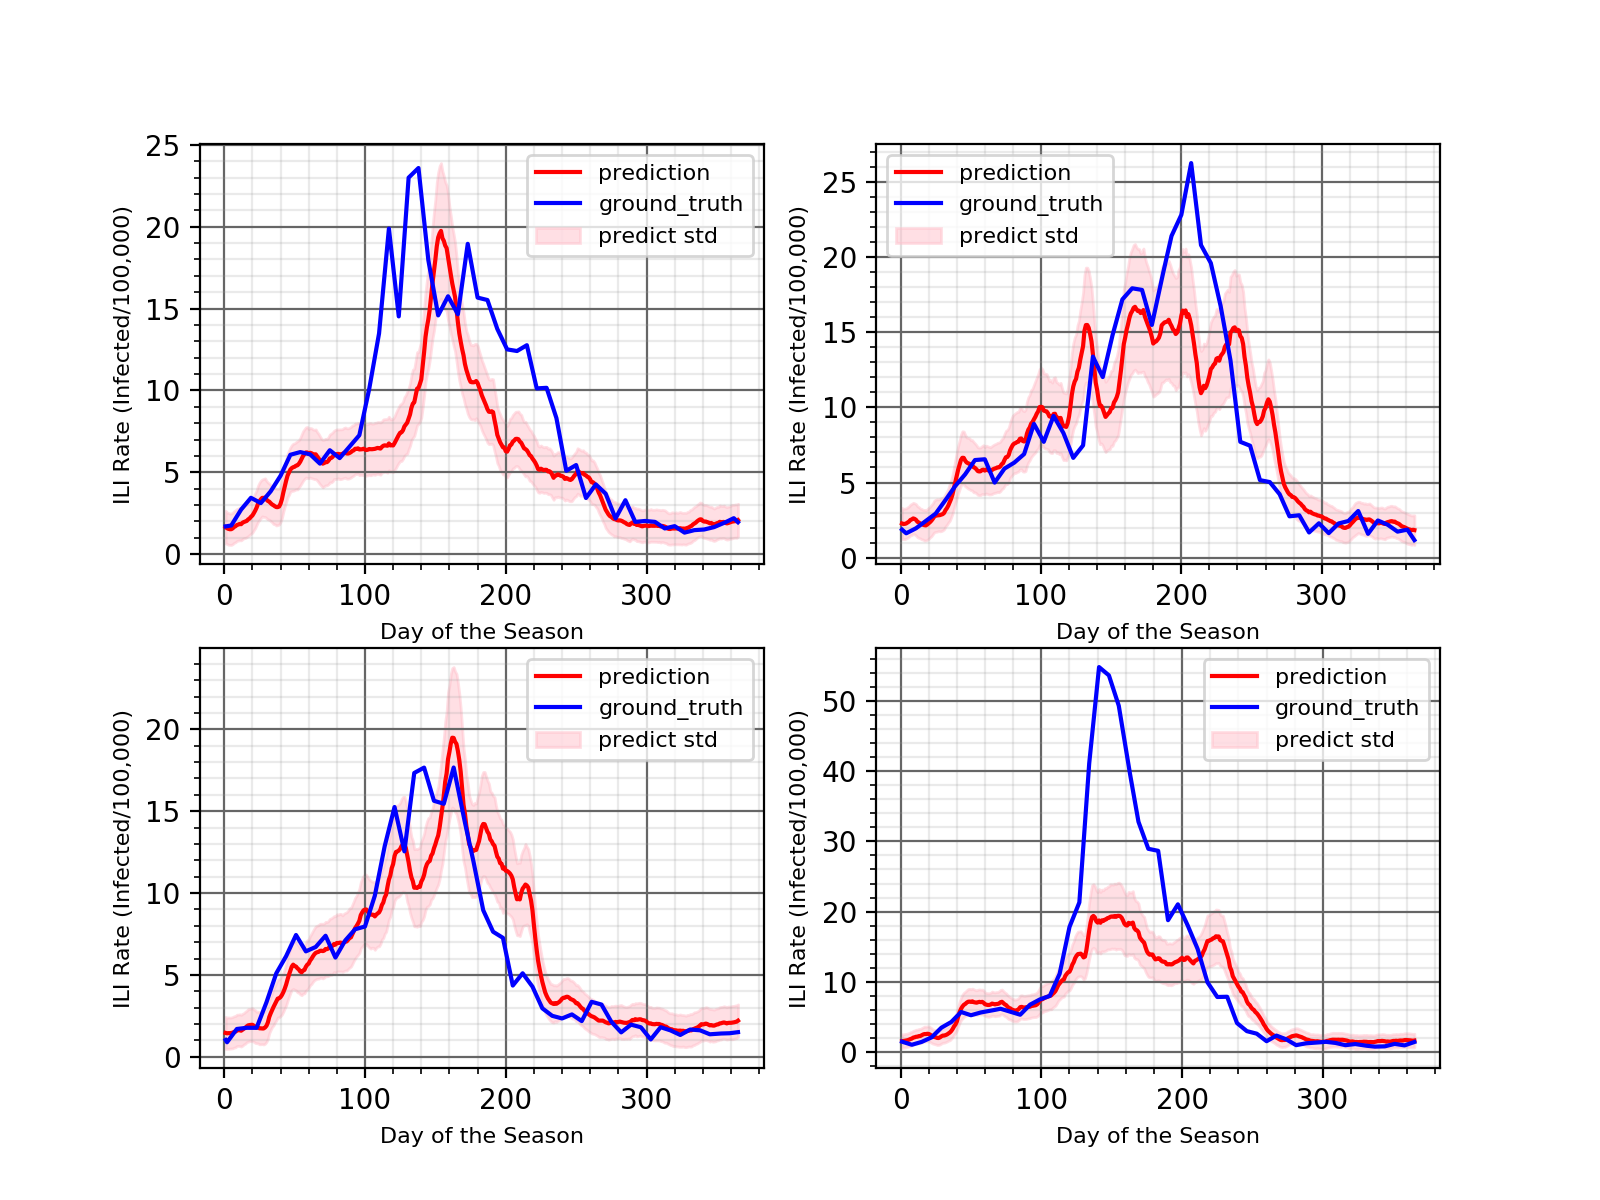 25
20
15
10
5
0
ILI Rate (Infected/100,000)
prediction
ground_truth
predict std
0 100 200 300
Day of the Season
25
20
15
10
5
0
ILI Rate (Infected/100,000)
prediction
ground_truth
predict std
0 100 200 300
Day of the Season
20
15
10
5
0
ILI Rate (Infected/100,000)
prediction
ground_truth
predict std
0 100 200 300
Day of the Season
50
40
30
20
10
0
ILI Rate (Infected/100,000)
prediction
ground_truth
predict std
0 100 200 300
Day of the Season